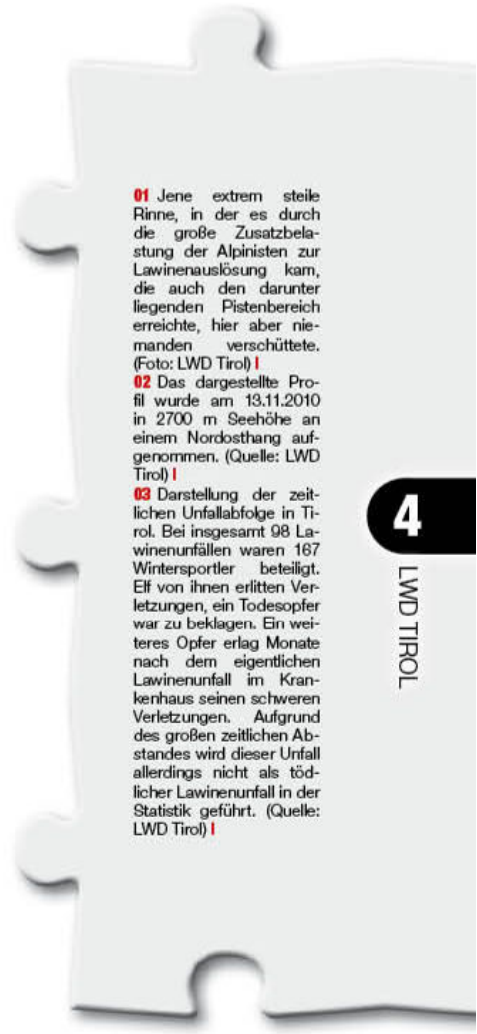 01 Jene extrem steile
Rinne, in der es durch
die große Zusatzbela-
stung der Alpinisten zur
Lawinenauslösung kam,
die auch den darunter
liegenden Pistenbereich
erreichte, hier aber nie-
manden verschüttete.
(Foto: LWD Tirol) I
02 Das dargestellte Pro-
fil wurde am 13.11.2010
in 2700 m Seehöhe an
einem Nordosthang auf-
genommen. (Quelle: LWD
Tirol) I
03 Darstellung der zeit-
lichen Unfallabfolge in Ti-
rol. Bei insgesamt 98 La-
winenunfällen waren 167
Wintersportler beteiligt.
Elf von ihnen erlitten Ver-
letzungen, ein Todesopfer
war zu beklagen. Ein wei-
teres Opfer erlag Monate
nach dem eigentlichen
Lawinenunfall im Kran-
kenhaus seinen schweren
Verletzungen. Aufgrund
des großen zeitlichen Ab-
standes wird dieser Unfall
allerdings nicht als töd-
licher Lawinenunfall in der
Statistik geführt. (Quelle:
LWD Tirol) I
4
LWD TIROL